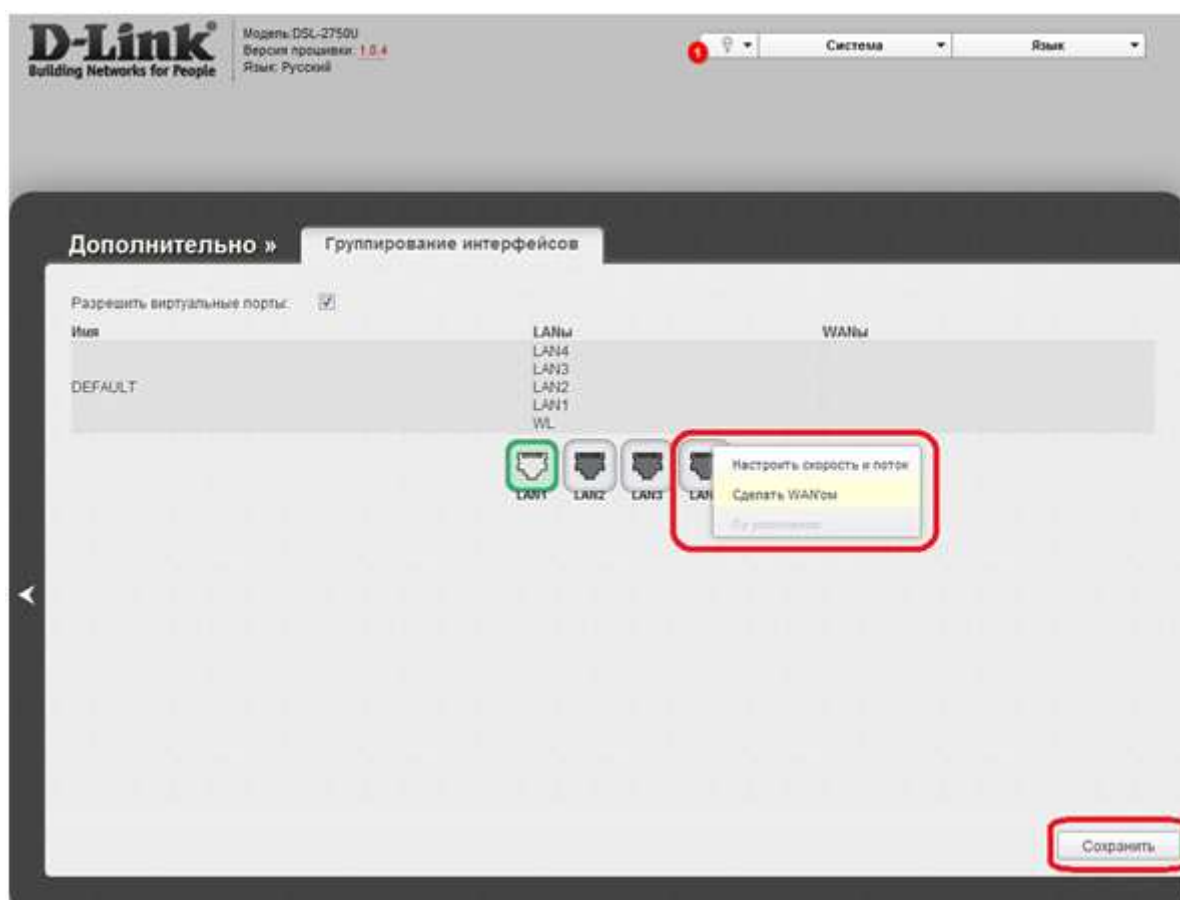 D-Link
Building Networks for People
Модель: DSL-2750U
Версия прошивки: 1.0.4
Язык: Русский
1
Система
Язык
Дополнительно »
Группирование интерфейсов
Разрешить виртуальные порты:
Имя LANы WANы
LAN4
LAN3
DEFAULT LAN2
LAN1
WL
LAN1 LAN2 LAN3
Настроить скорость и поток
Сделать WAN'ом
Сохранить